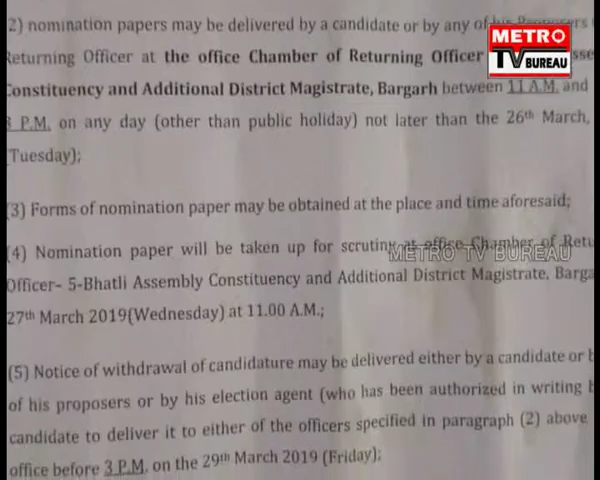 2) nomination papers may be delivered by a candidate or by any of his Proposers
Returning Officer at the office Chamber of Returning Officer
Constituency and Additional District Magistrate, Bargarh between 11 A.M. and
P.M. on any day (other than public holiday) not later than the 26th March,
(Tuesday);
(3) Forms of nomination paper may be obtained at the place and time aforesaid;
(4) Nomination paper will be taken up for scrutiny at office Chamber of Retu
Officer- 5-Bhatli Assembly Constituency and Additional District Magistrate, Barga
27th March 2019(Wednesday) at 11.00 A.M.;
(5) Notice of withdrawal of candidature may be delivered either by a candidate or b
of his proposers or by his election agent (who has been authorized in writing b
candidate to deliver it to either of the officers specified in paragraph (2) above
office before 3 P.M. on the 29th March 2019 (Friday);
METRO
TV BUREAU
METRO TV BUREAU